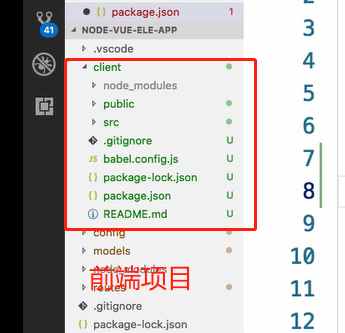 package.json 1
41
NODE-VUE-ELE-APP
.vscode
client
node_modules
public
src
.gitignore U
JS babel.config.js U
{ } package-lock.json U
{ } package.json U
README.md U
config
models
前端项目
routes
.gitignore
{ } package-lock.json
3
4
5
6
7
8
9
10
11
12